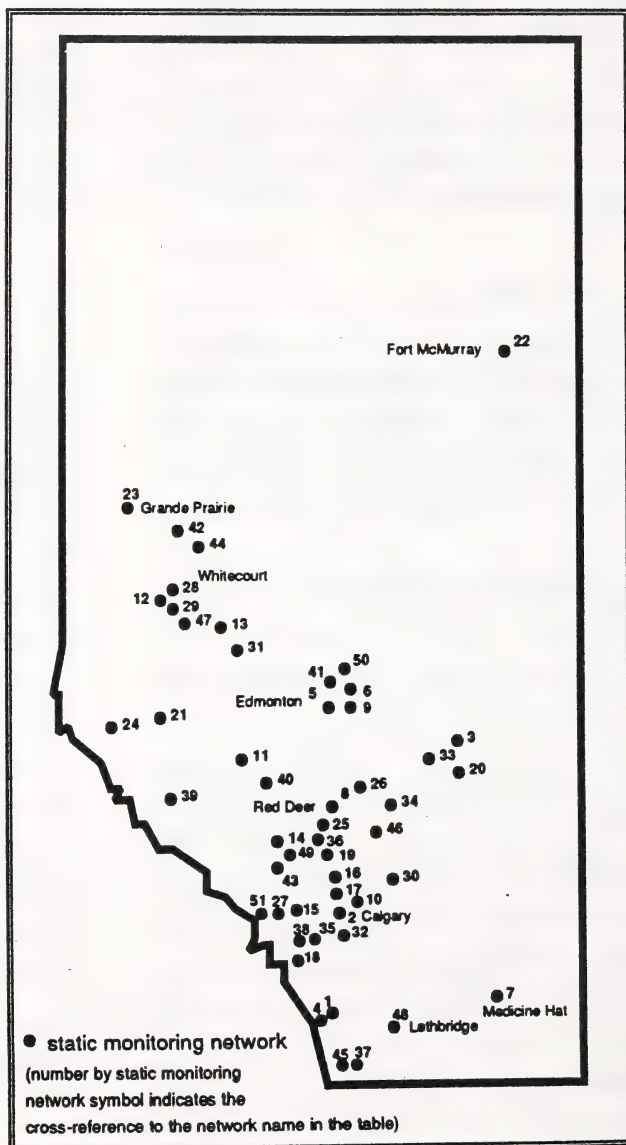 Fort McMurray 22
23
Grande Prairie
42
44
Whitecourt
28
12
29
47 13
31
50
41
6
Edmonton 5 9
21
24
3
33
11
20
40
26
39
Red Deer 8
34
25
46
14 36
49 19
43
16
30
17
10
51 27 15
2 Calgary
38 35 32
18
7
Medicine Hat
4 1
48
Lethbridge
45 37
static monitoring network
(number by static monitoring
network symbol indicates the
cross-reference to the network name in the table)